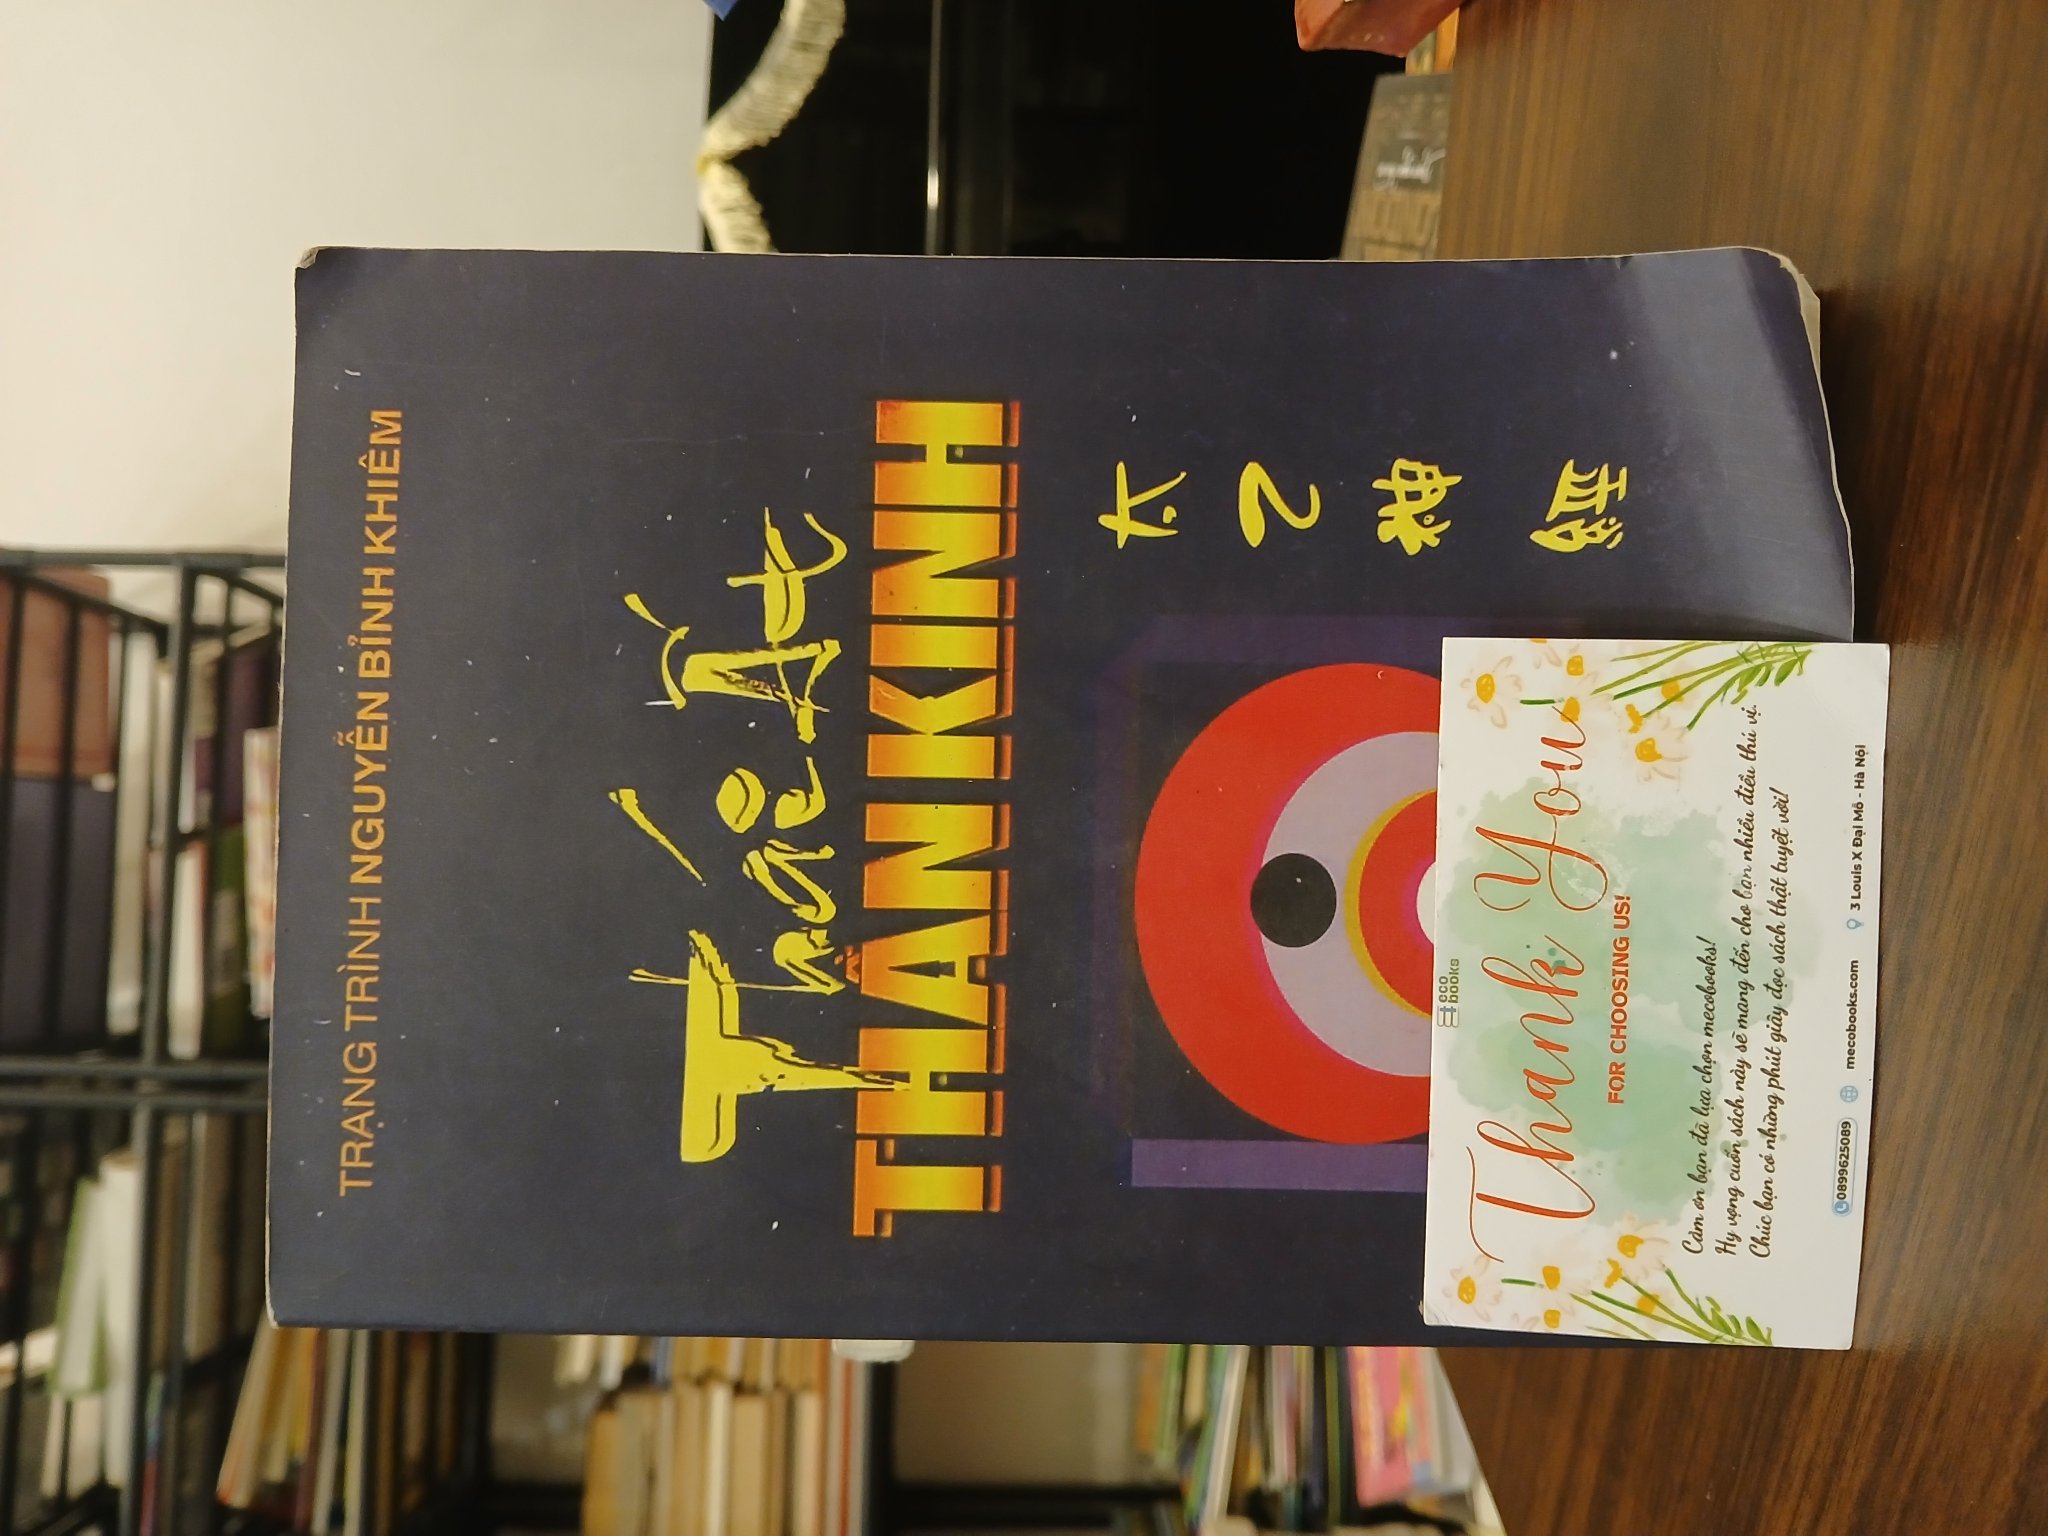 TRẠNG TRÌNH NGUYỄN BỈNH KHIÊM
Thái Ất
THẦN KINH
太
乙
神
經
eco
books
Thank You
FOR CHOOSING US!
Cảm ơn bạn đã lựa chọn mecobooks!
Hy vọng cuốn sách này sẽ mang đến cho bạn nhiều điều thú vị.
Chúc bạn có những phút giây đọc sách thật tuyệt vời!
0899625089 mecobooks.com 3 Louis X Đại Mỗ - Hà Nội